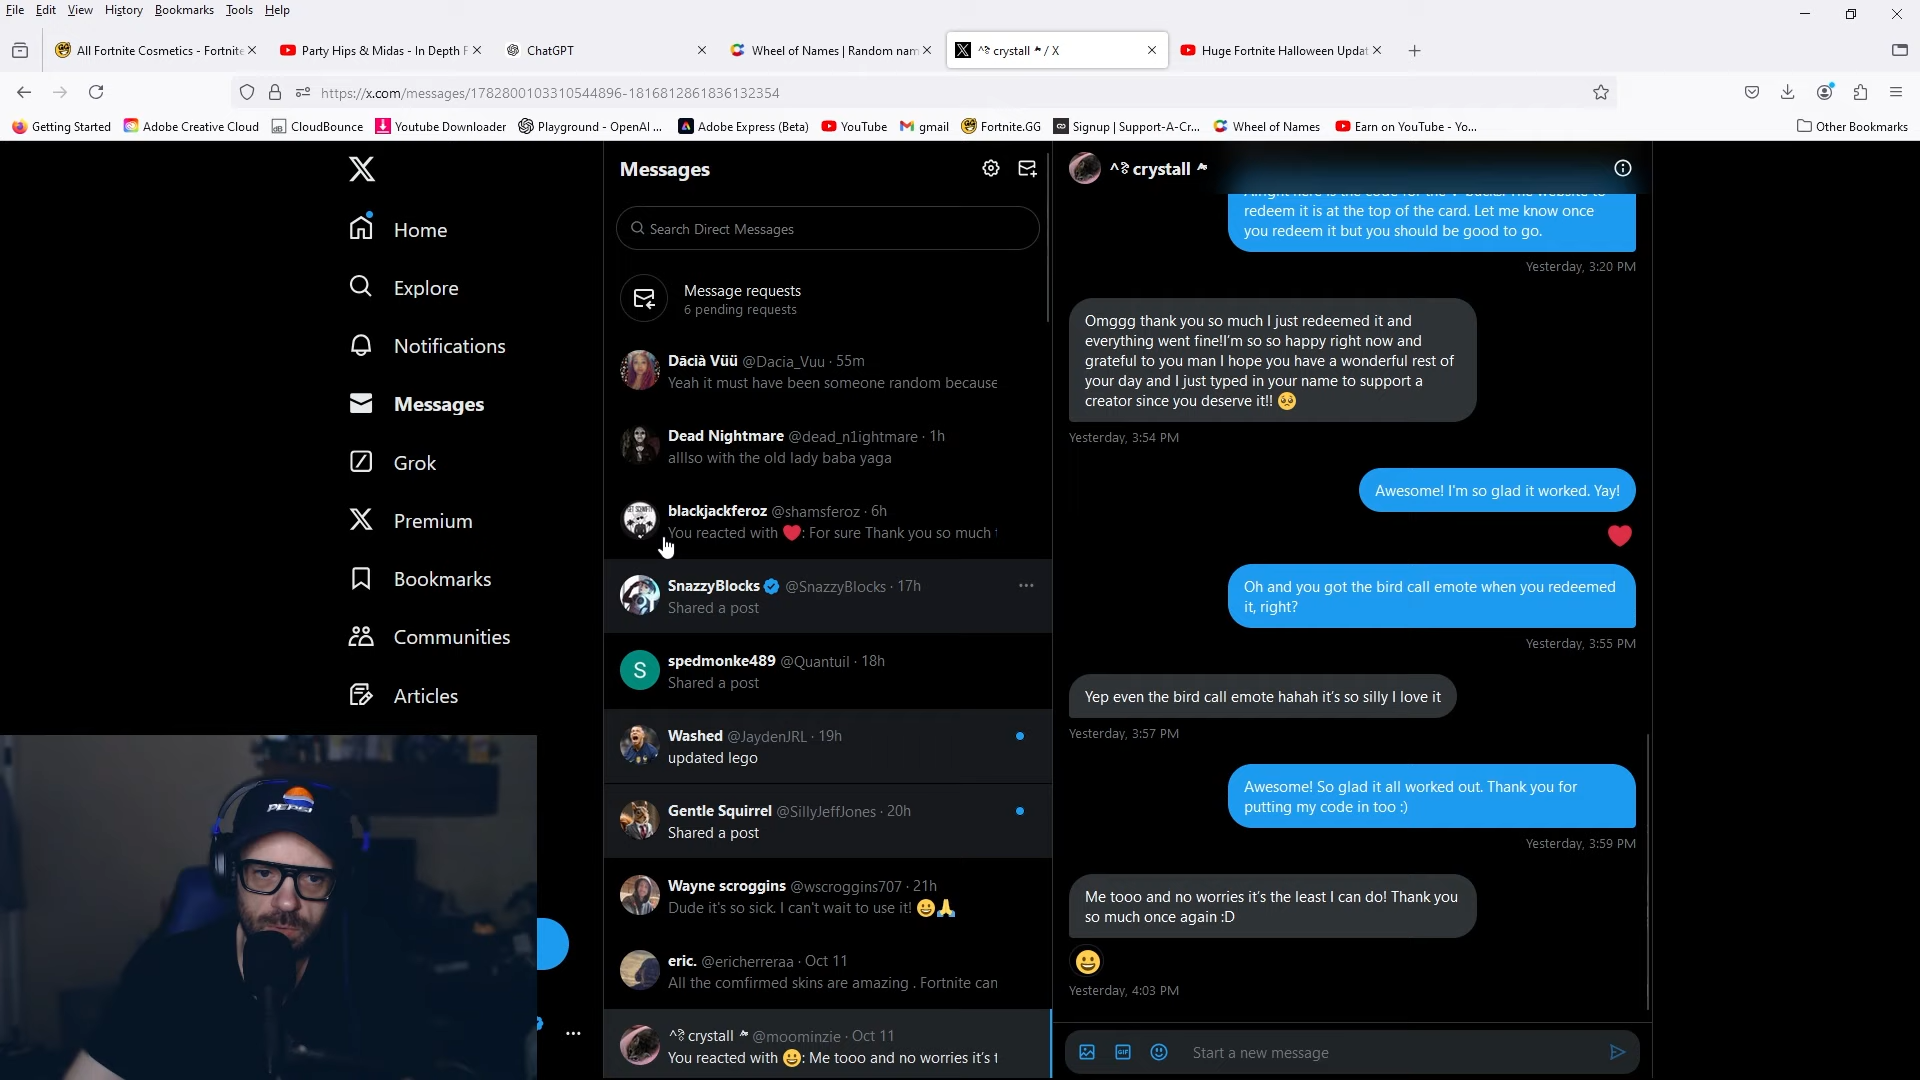 File Edit View History Bookmarks Tools Help
All Fortnite Cosmetics - Fortnite
Party Hips & Midas - In Depth F
ChatGPT
Wheel of Names | Random nam
crystall / X
Huge Fortnite Halloween Updat
https://x.com/messages/1782800103310544896-1816812861836132354
Getting Started Adobe Creative Cloud CloudBounce Youtube Downloader Playground - OpenAI ... Adobe Express (Beta) YouTube gmail Fortnite.GG Signup | Support-A-Cr... Wheel of Names Earn on YouTube - Yo... Other Bookmarks
Home
Explore
Notifications
Messages
Grok
Premium
Bookmarks
Communities
Articles
PEPSI
Messages
Search Direct Messages
Message requests
6 pending requests
Dācià Vüü @Dacia_Vuu · 55m
Yeah it must have been someone random because
Dead Nightmare @dead_n1ightmare · 1h
alllso with the old lady baba yaga
blackjackferoz @shamsferoz · 6h
You reacted with ❤️: For sure Thank you so much
SnazzyBlocks @SnazzyBlocks · 17h
Shared a post
S
spedmonke489 @Quantuil · 18h
Shared a post
Washed @JaydenJRL · 19h
updated lego
Gentle Squirrel @SillyJeffJones · 20h
Shared a post
Wayne scroggins @wscroggins707 · 21h
Dude it's so sick. I can't wait to use it! 😀🙏
eric. @ericherreraa · Oct 11
All the comfirmed skins are amazing . Fortnite can
crystall @moominzie · Oct 11
You reacted with 😀: Me tooo and no worries it's t
crystall
redeem it is at the top of the card. Let me know once
you redeem it but you should be good to go.
Yesterday, 3:20 PM
Omggg thank you so much I just redeemed it and
everything went fine!I'm so so happy right now and
grateful to you man I hope you have a wonderful rest of
your day and I just typed in your name to support a
creator since you deserve it!! 🥺
Yesterday, 3:54 PM
Awesome! I'm so glad it worked. Yay!
Oh and you got the bird call emote when you redeemed
it, right?
Yesterday, 3:55 PM
Yep even the bird call emote hahah it's so silly I love it
Yesterday, 3:57 PM
Awesome! So glad it all worked out. Thank you for
putting my code in too :)
Yesterday, 3:59 PM
Me tooo and no worries it's the least I can do! Thank you
so much once again :D
Yesterday, 4:03 PM
GIF
Start a new message